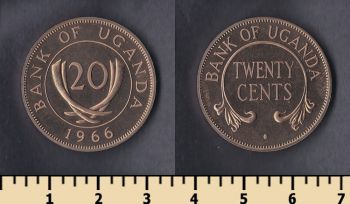 BANK OF UGANDA
20
1966
BANK OF UGANDA
TWENTY
CENTS
1 2 3 4 5 6 7